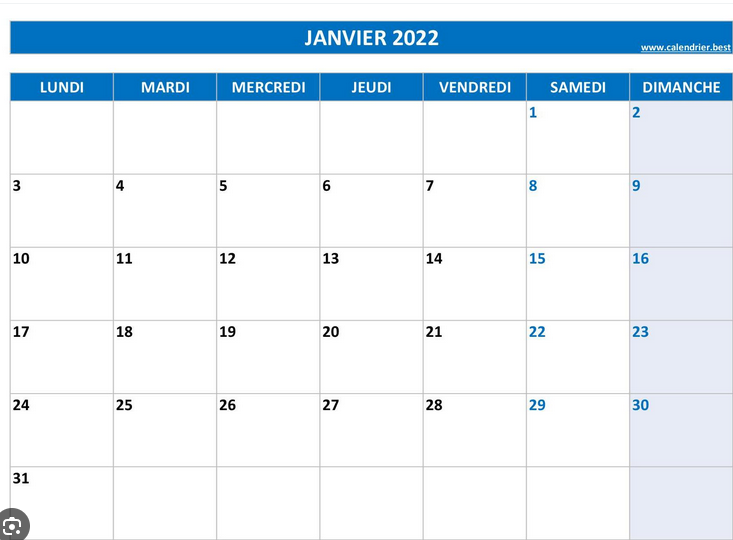 JANVIER 2022
www.calendrier.best
LUNDI MARDI MERCREDI JEUDI VENDREDI SAMEDI DIMANCHE
1 2
3 4 5 6 7 8 9
10 11 12 13 14 15 16
17 18 19 20 21 22 23
24 25 26 27 28 29 30
31